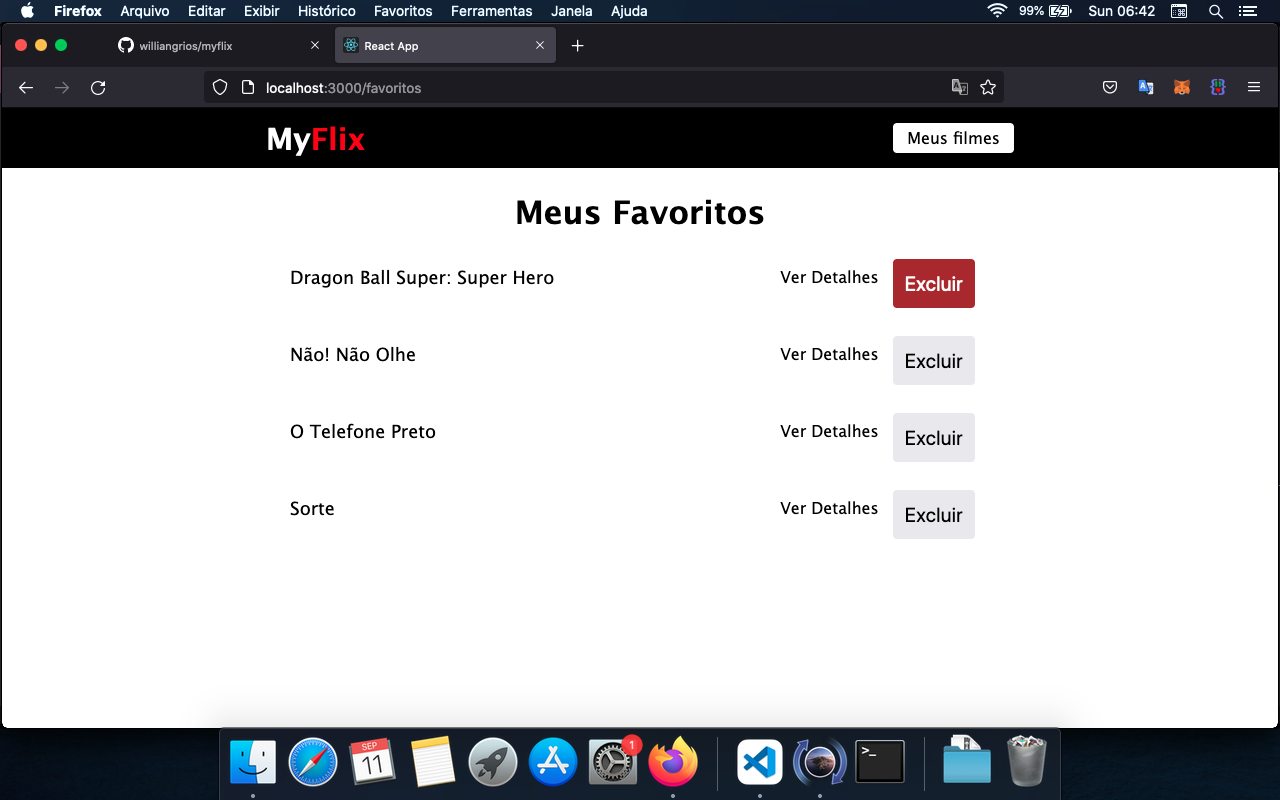 Firefox Arquivo Editar Exibir Histórico Favoritos Ferramentas Janela Ajuda 99% Sun 06:42
williangrios/myflix React App
localhost:3000/favoritos
MyFlix Meus filmes
Meus Favoritos
Dragon Ball Super: Super Hero Ver Detalhes Excluir
Não! Não Olhe Ver Detalhes Excluir
O Telefone Preto Ver Detalhes Excluir
Sorte Ver Detalhes Excluir
SEP
11
1
>_